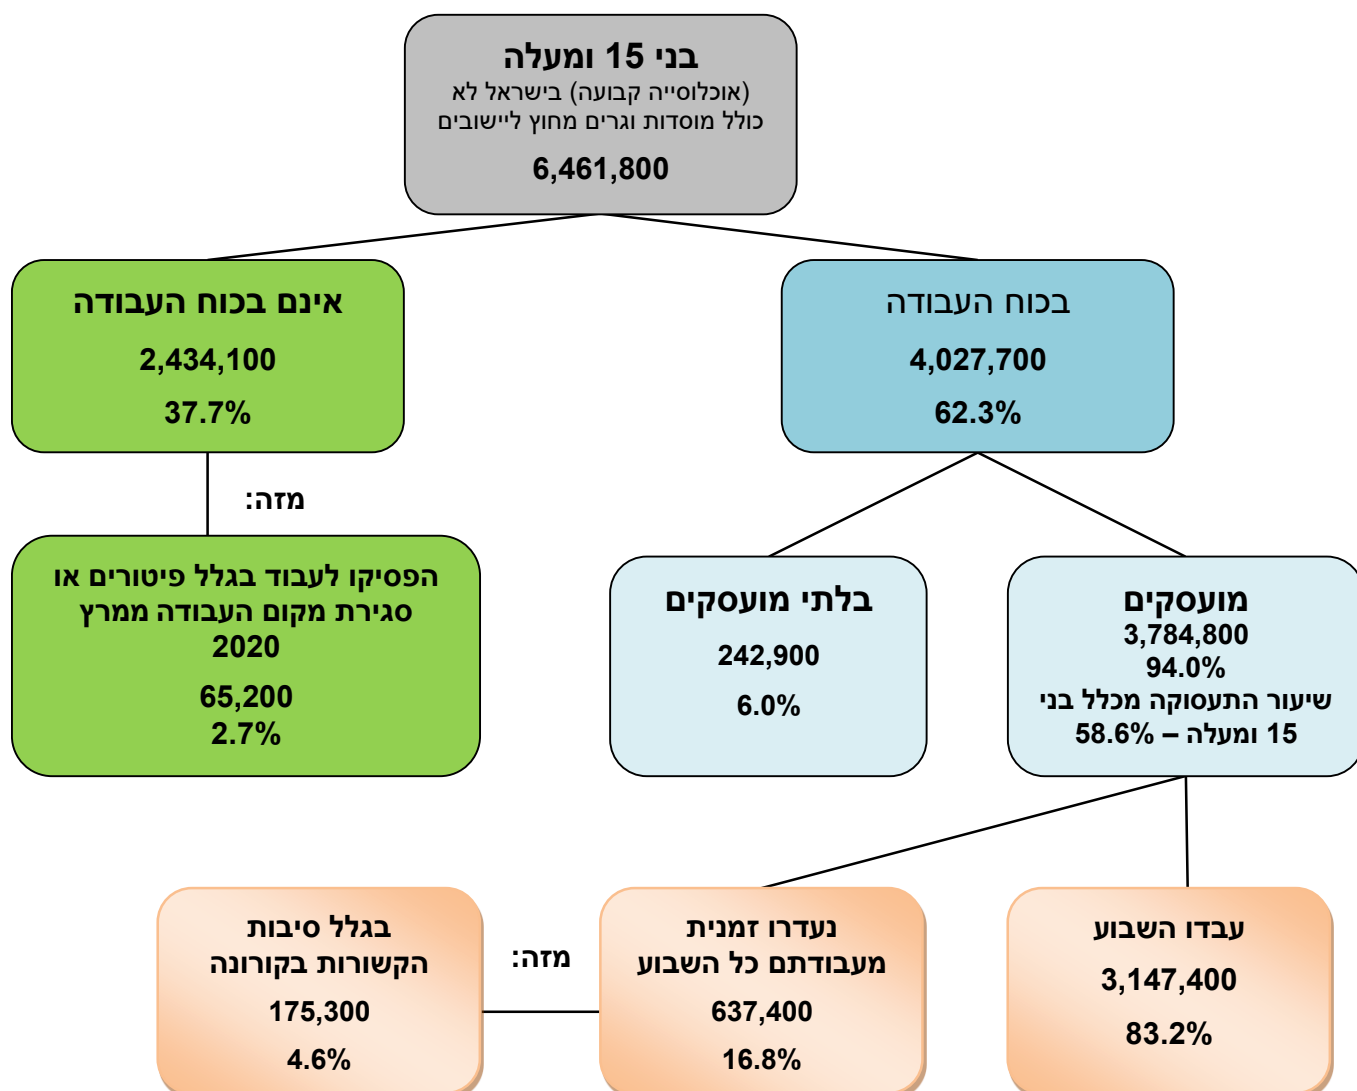 בני 15 ומעלה
(אוכלוסייה קבועה) בישראל לא
כולל מוסדות וגרים מחוץ ליישובים
6,461,800
בכוח העבודה
4,027,700
62.3%
אינם בכוח העבודה
2,434,100
37.7%
מזה:
מועסקים
3,784,800
94.0%
שיעור התעסוקה מכלל בני
15 ומעלה – 58.6%
בלתי מועסקים
242,900
6.0%
הפסיקו לעבוד בגלל פיטורים או
סגירת מקום העבודה ממרץ
2020
65,200
2.7%
עבדו השבוע
3,147,400
83.2%
נעדרו זמנית
מעבודתם כל השבוע
637,400
16.8%
מזה:
בגלל סיבות
הקשורות בקורונה
175,300
4.6%